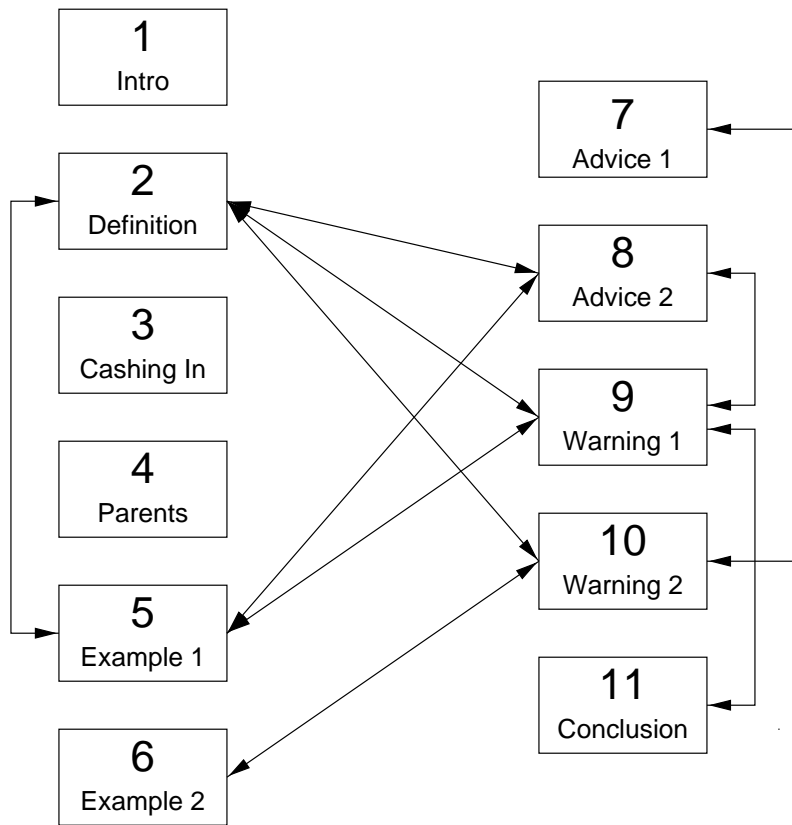 1
Intro
2
Definition
3
Cashing In
4
Parents
5
Example 1
6
Example 2
7
Advice 1
8
Advice 2
9
Warning 1
10
Warning 2
11
Conclusion